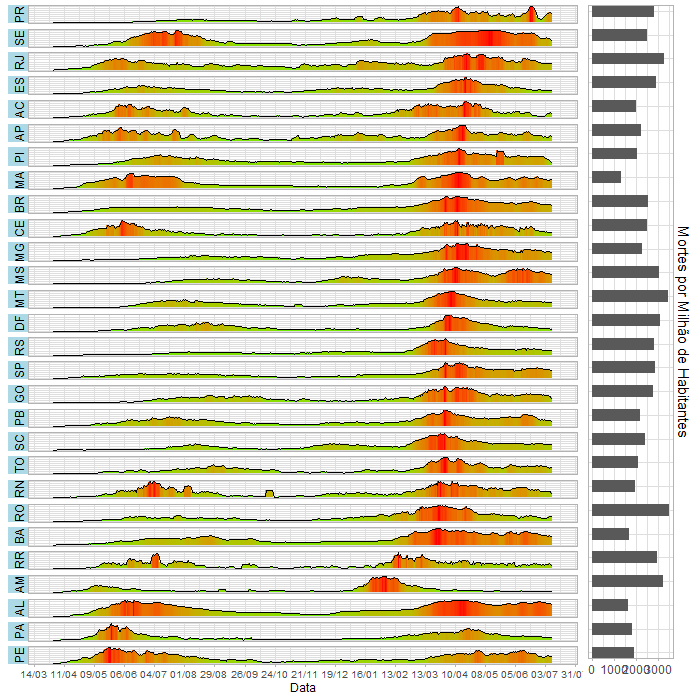 PR
SE
RJ
ES
AC
AP
PI
MA
BR
CE
MG
MS
MT
DF
RS
SP
GO
PB
SC
TO
RN
RO
BA
RR
AM
AL
PA
PE
14/03 11/04 09/05 06/06 04/07 01/08 29/08 26/09 24/10 21/11 19/12 16/01 13/02 13/03 10/04 08/05 05/06 03/07 31/0
Data
0 1000 2000 3000
Mortes por Milhão de Habitantes